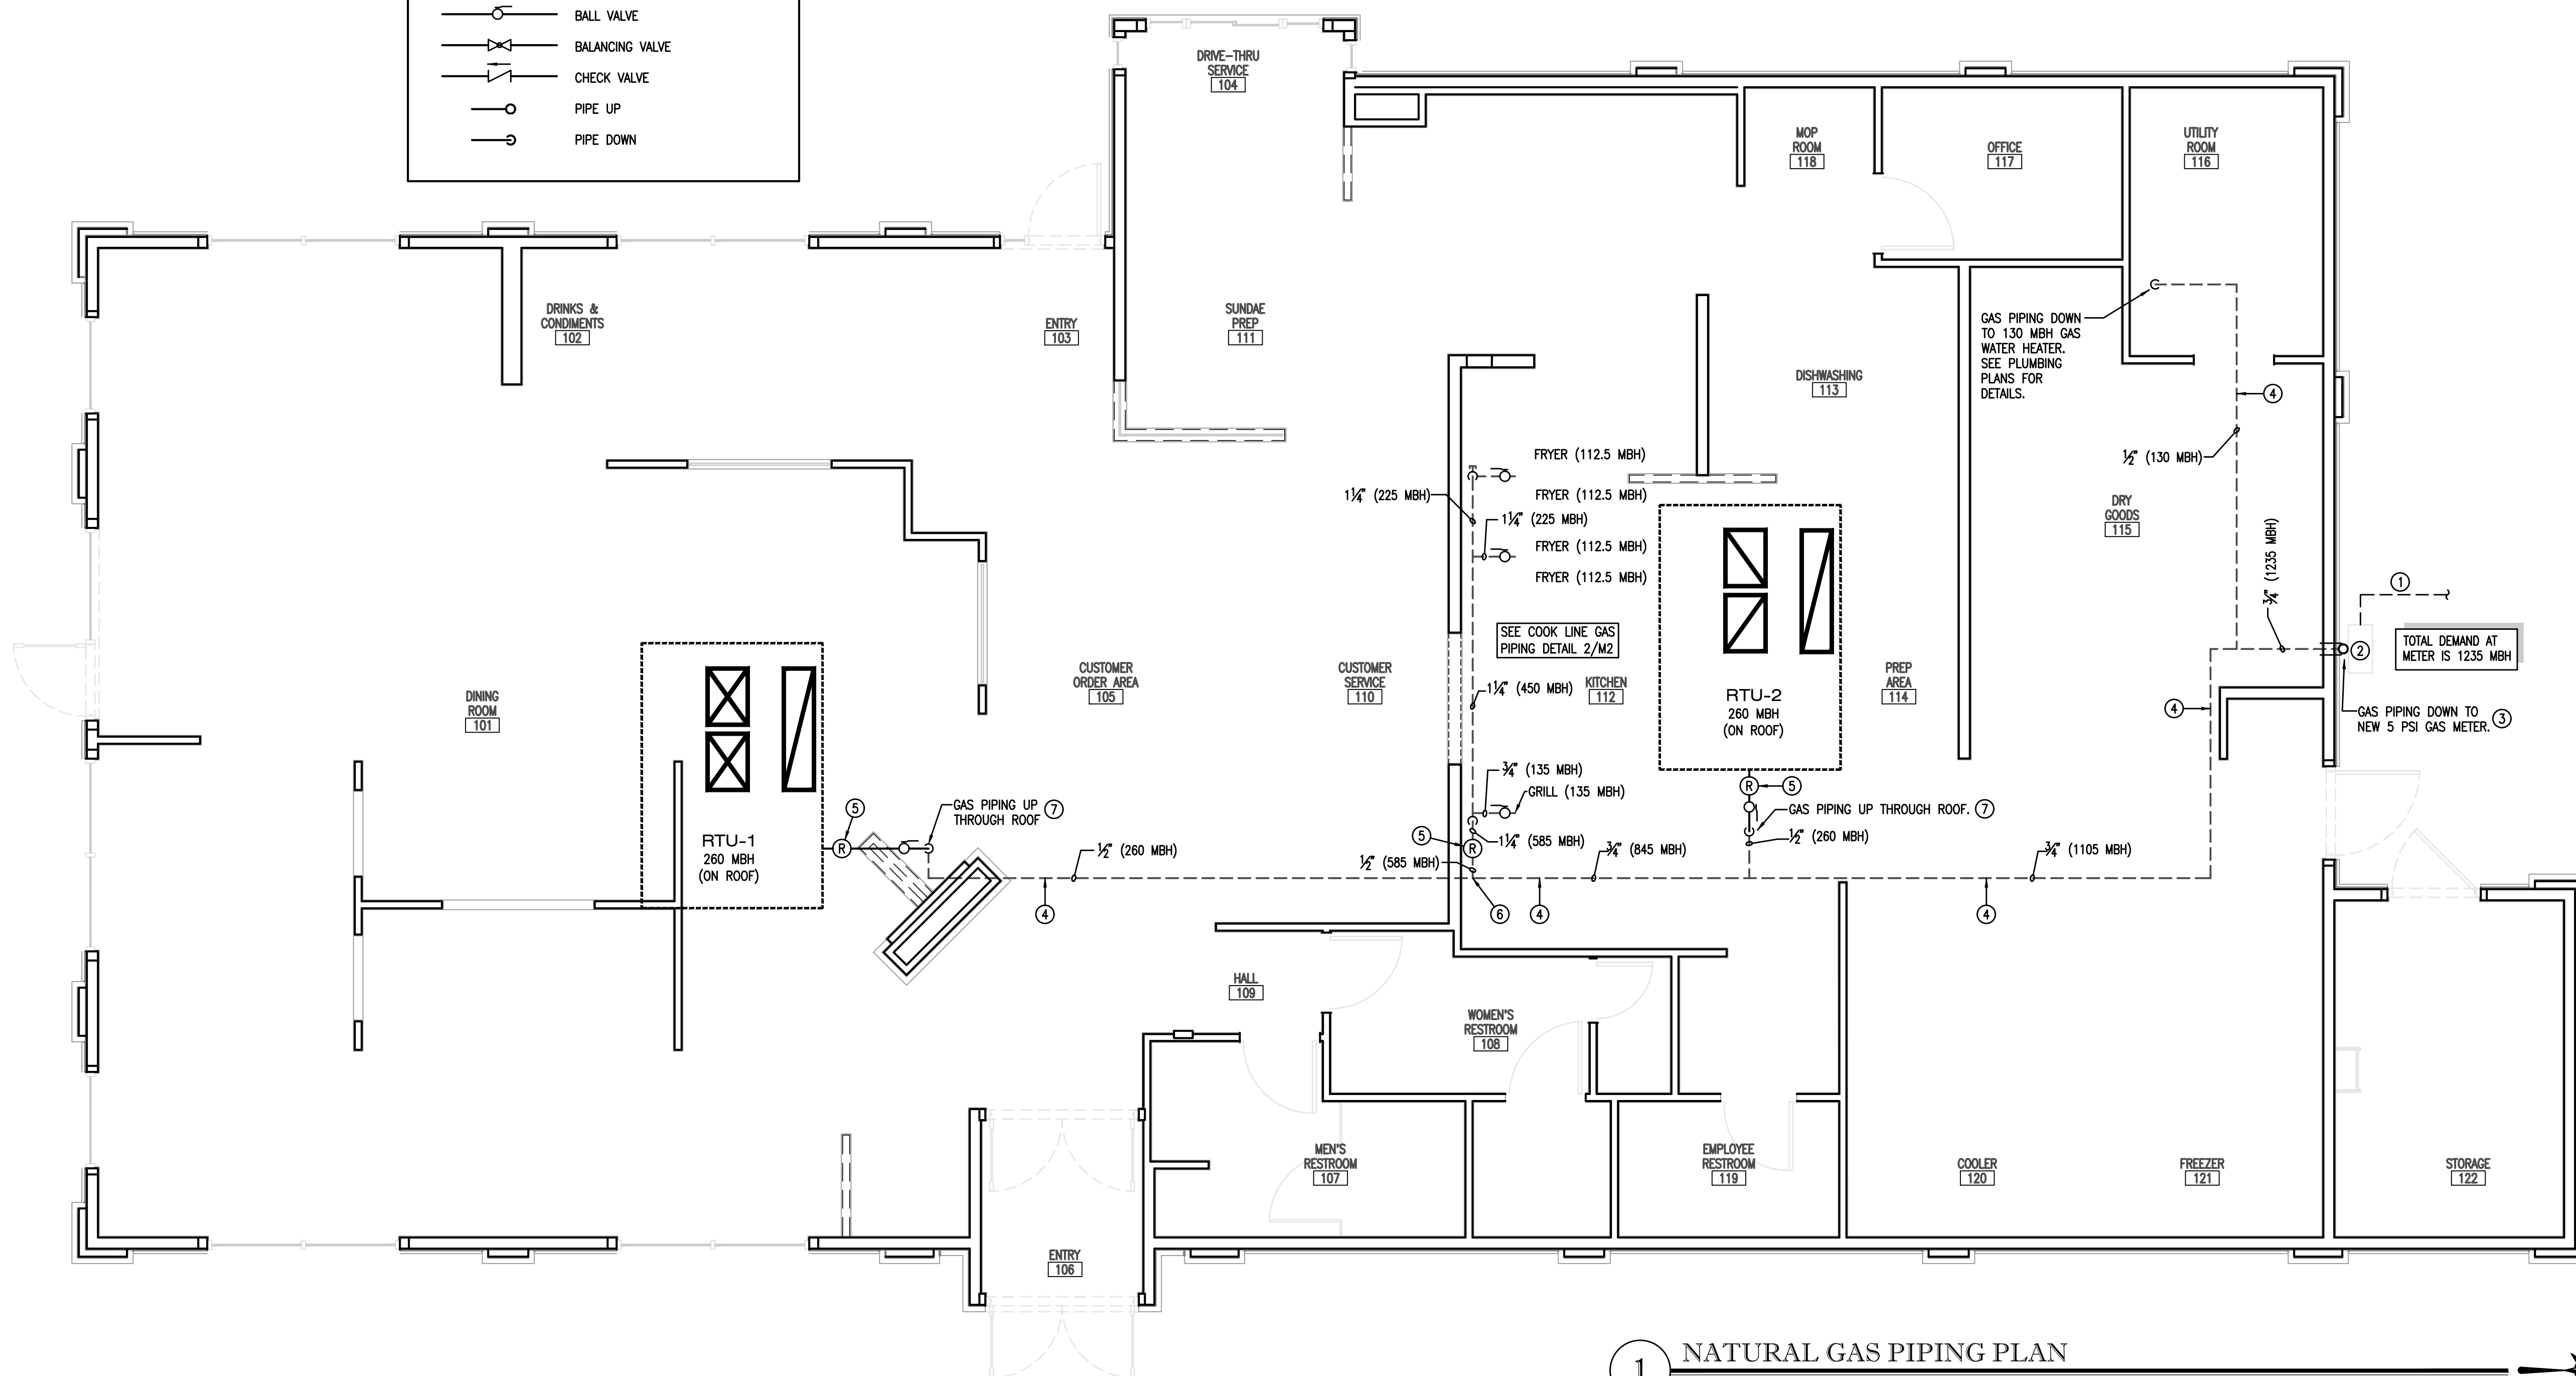 BALL VALVE
BALANCING VALVE
CHECK VALVE
PIPE UP
PIPE DOWN
DRIVE-THRU
SERVICE
104
MOP
ROOM
118
OFFICE
117
UTILITY
ROOM
116
DRINKS &
CONDIMENTS
102
ENTRY
103
SUNDAE
PREP
111
DISHWASHING
113
GAS PIPING DOWN
TO 130 MBH GAS
WATER HEATER.
SEE PLUMBING
PLANS FOR
DETAILS.
4
½" (130 MBH)
FRYER (112.5 MBH)
1¼" (225 MBH)
FRYER (112.5 MBH)
1¼" (225 MBH)
FRYER (112.5 MBH)
FRYER (112.5 MBH)
DRY
GOODS
115
¾" (1235 MBH)
1
2
TOTAL DEMAND AT
METER IS 1235 MBH
SEE COOK LINE GAS
PIPING DETAIL 2/M2
DINING
ROOM
101
CUSTOMER
ORDER AREA
105
CUSTOMER
SERVICE
110
1¼" (450 MBH)
KITCHEN
112
RTU-2
260 MBH
(ON ROOF)
PREP
AREA
114
4
GAS PIPING DOWN TO
NEW 5 PSI GAS METER.
3
¾" (135 MBH)
GRILL (135 MBH)
R
5
GAS PIPING UP THROUGH ROOF.
7
½" (260 MBH)
RTU-1
260 MBH
(ON ROOF)
5
R
GAS PIPING UP
THROUGH ROOF
7
½" (260 MBH)
5
R
1¼" (585 MBH)
½" (585 MBH)
¾" (845 MBH)
¾" (1105 MBH)
4
6
4
4
HALL
109
WOMEN'S
RESTROOM
108
MEN'S
RESTROOM
107
EMPLOYEE
RESTROOM
119
COOLER
120
FREEZER
121
STORAGE
122
ENTRY
106
1
NATURAL GAS PIPING PLAN